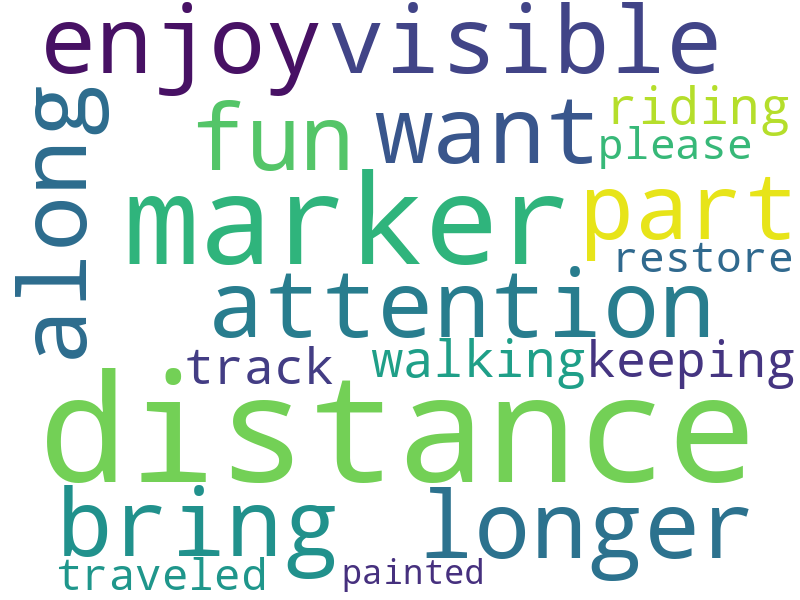 enjoy visible
along
fun want riding
please
marker part
restore
attention
track walking keeping
distance
bring longer
traveled painted